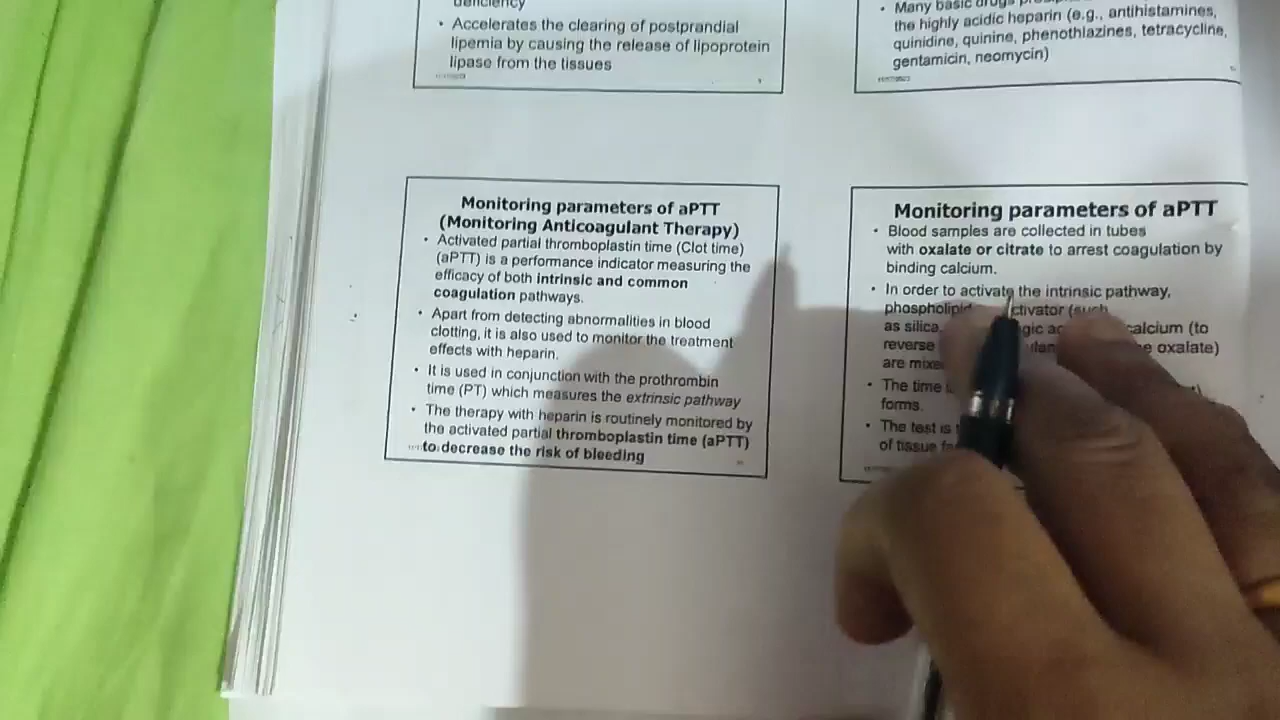 deficiency
• Accelerates the clearing of postprandial
lipemia by causing the release of lipoprotein
lipase from the tissues
• Many basic drugs
the highly acidic heparin (e.g., antihistamines,
quinidine, quinine, phenothlazines, tetracycline,
gentamicin, neomycin)
Monitoring parameters of aPTT
(Monitoring Anticoagulant Therapy)
• Activated partial thromboplastin time (Clot time)
(aPTT) is a performance indicator measuring the
efficacy of both intrinsic and common
coagulation pathways.
• Apart from detecting abnormalities in blood
clotting, it is also used to monitor the treatment
effects with heparin.
• It is used in conjunction with the prothrombin
time (PT) which measures the extrinsic pathway
• The therapy with heparin is routinely monitored by
the activated partial thromboplastin time (aPTT)
to decrease the risk of bleeding
Monitoring parameters of aPTT
• Blood samples are collected in tubes
with oxalate or citrate to arrest coagulation by
binding calcium.
• In order to activate the intrinsic pathway,
phospholipid ctivator (such
as silica, calcium (to
reverse oxalate)
are mixe
• The time
forms.
• The test is
of tissue